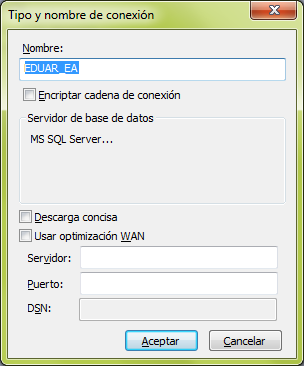 Tipo y nombre de conexión
Nombre:
EDUAR_EA
Encriptar cadena de conexión
Servidor de base de datos
MS SQL Server...
Descarga concisa
Usar optimización WAN
Servidor:
Puerto:
DSN:
Aceptar Cancelar